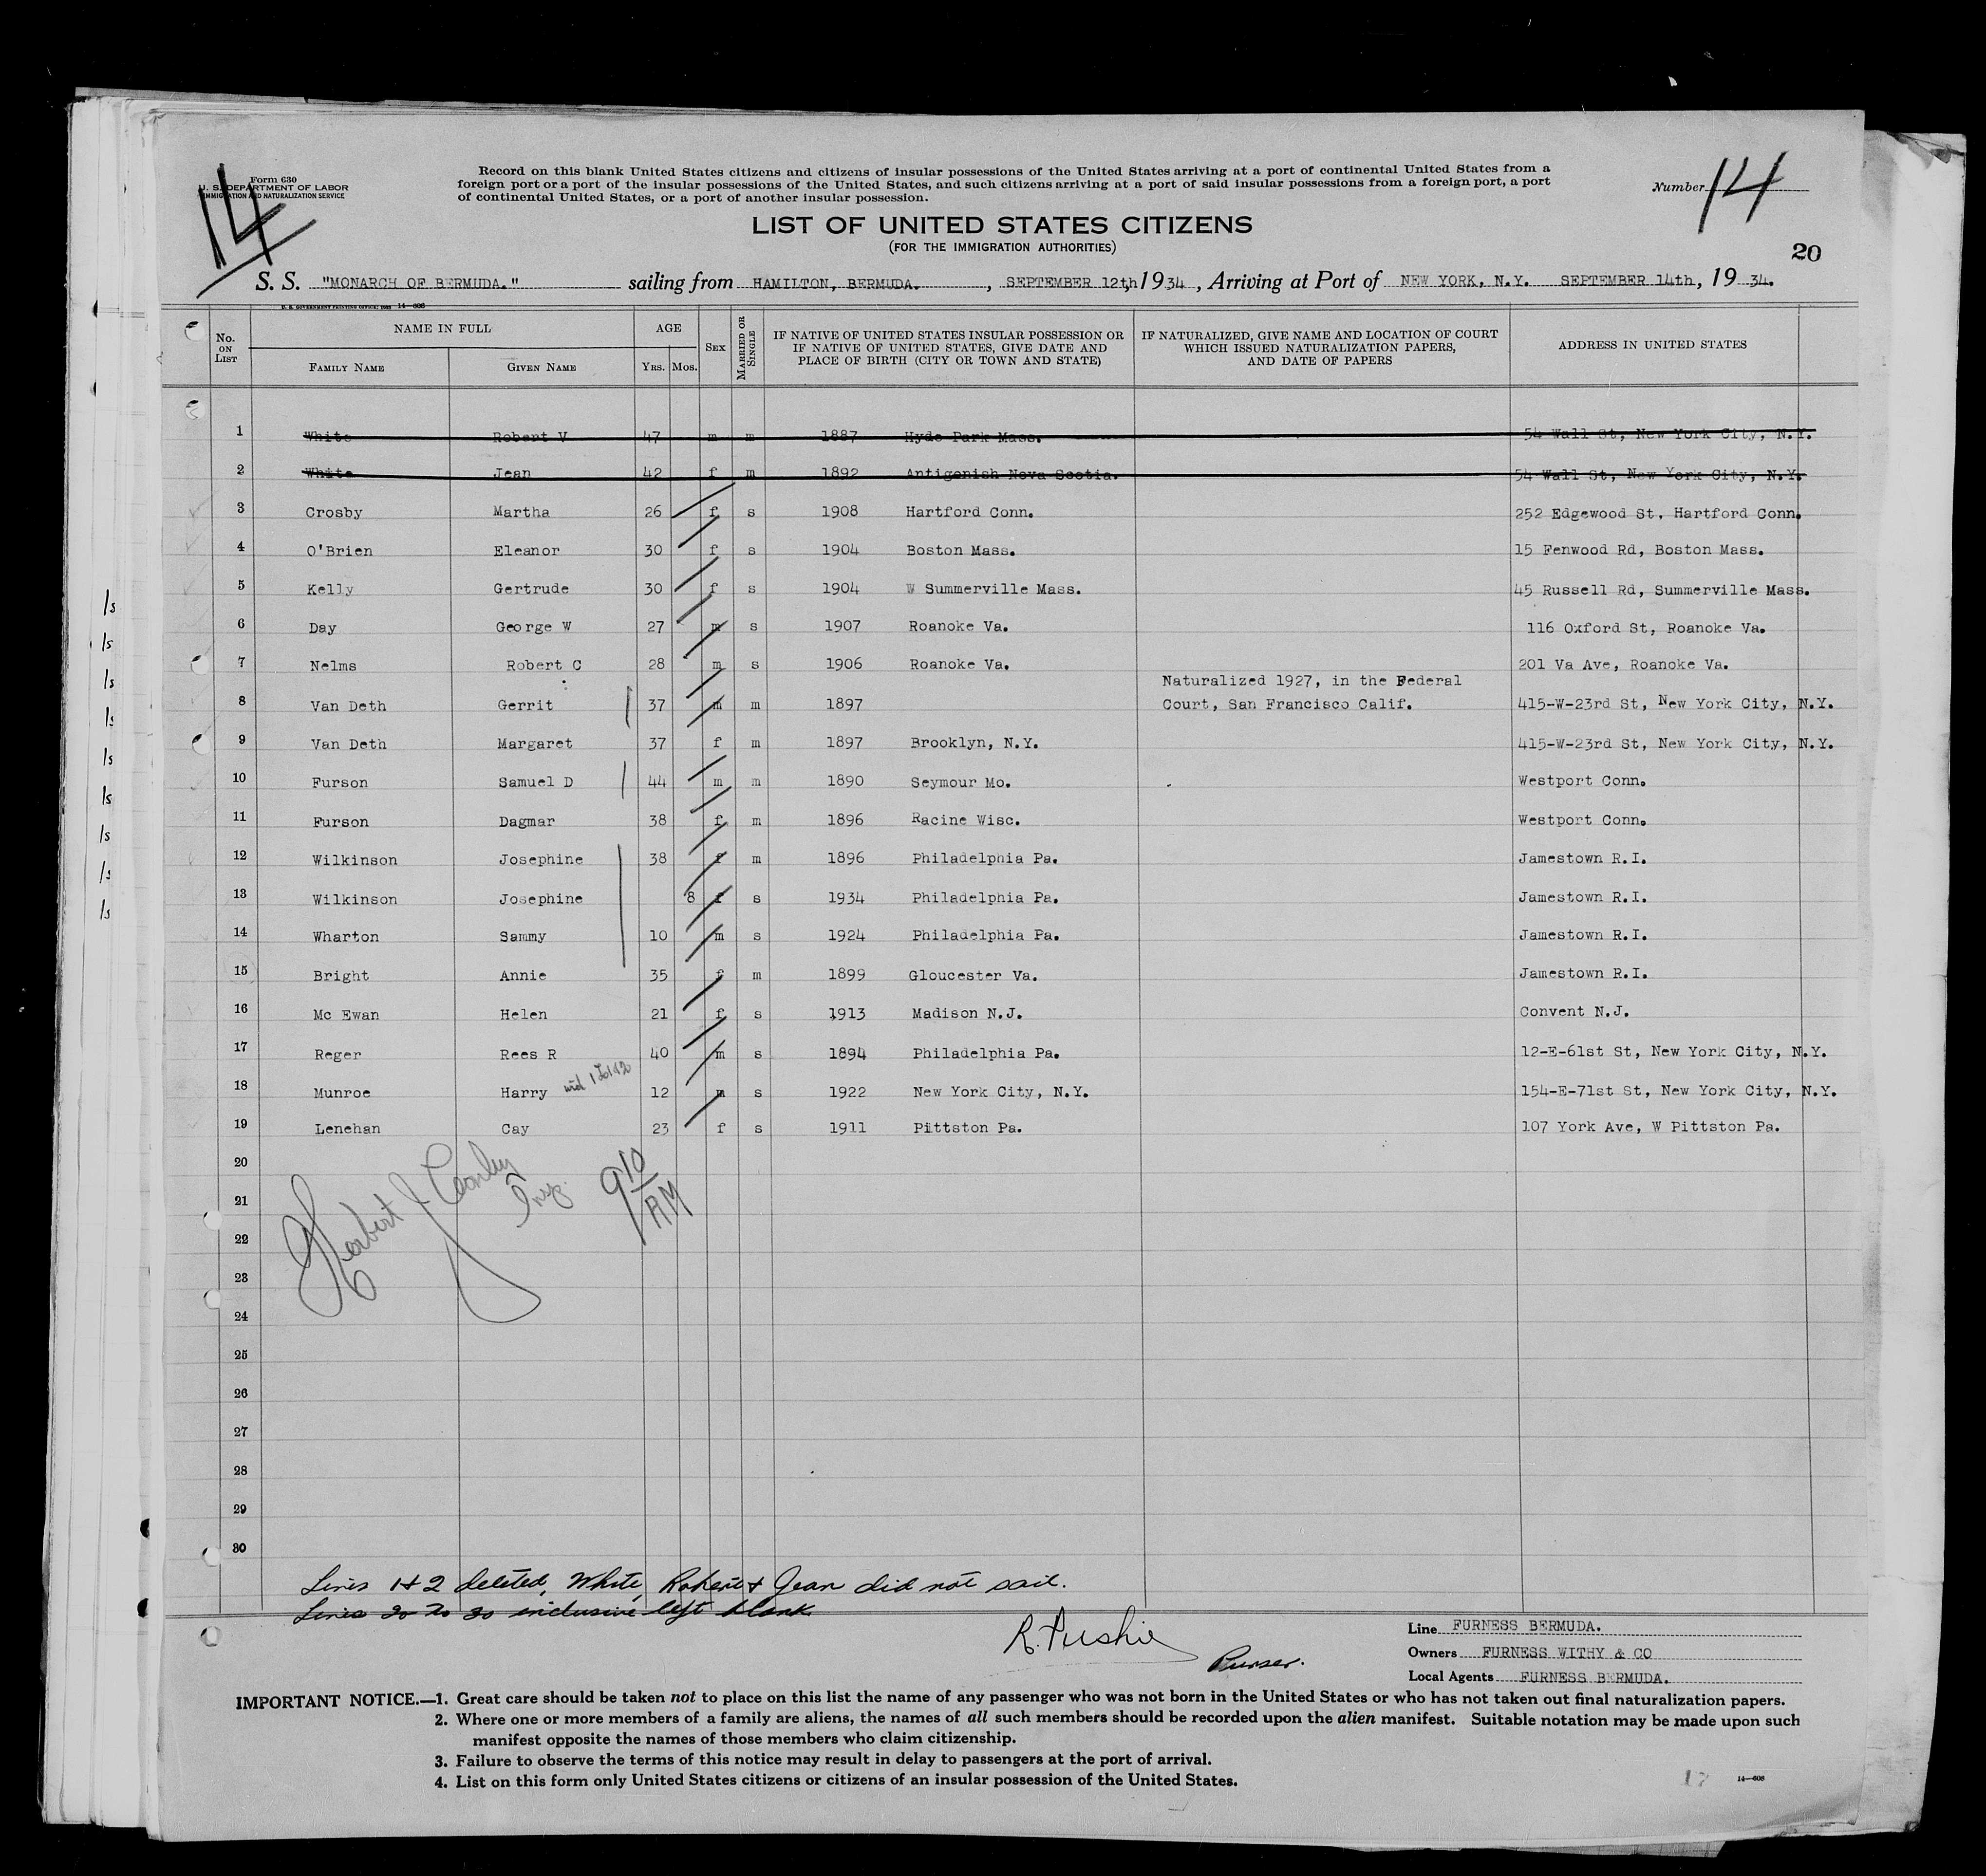 14
Form 630
U. S. DEPARTMENT OF LABOR
IMMIGRATION AND NATURALIZATION SERVICE
Record on this blank United States citizens and citizens of insular possessions of the United States arriving at a port of continental United States from a
foreign port or a port of the insular possessions of the United States, and such citizens arriving at a port of said insular possessions from a foreign port, a port
of continental United States, or a port of another insular possession.
Number 14
LIST OF UNITED STATES CITIZENS
(FOR THE IMMIGRATION AUTHORITIES)
20
S. S. "MONARCH OF BERMUDA." sailing from HAMILTON, BERMUDA. , SEPTEMBER 12th, 1934 , Arriving at Port of NEW YORK, N.Y. SEPTEMBER 14th, 19 34.
U. S. GOVERNMENT PRINTING OFFICE: 14—608
No. ON LIST NAME IN FULL FAMILY NAME GIVEN NAME AGE YRS. MOS. SEX MARRIED OR SINGLE IF NATIVE OF UNITED STATES INSULAR POSSESSION OR IF NATIVE OF UNITED STATES, GIVE DATE AND PLACE OF BIRTH (CITY OR TOWN AND STATE) IF NATURALIZED, GIVE NAME AND LOCATION OF COURT WHICH ISSUED NATURALIZATION PAPERS, AND DATE OF PAPERS ADDRESS IN UNITED STATES
1 White Robert V 47 m m 1887 Hyde Park Mass. 54 Wall St, New York City, N.Y.
2 White Jean 42 f m 1892 Antigonish Nova Scotia. 54 Wall St, New York City, N.Y.
3 Crosby Martha 26 f s 1908 Hartford Conn. 252 Edgewood St, Hartford Conn.
4 O'Brien Eleanor 30 f s 1904 Boston Mass. 15 Fenwood Rd, Boston Mass.
5 Kelly Gertrude 30 f s 1904 W Summerville Mass. 45 Russell Rd, Summerville Mass.
6 Day George W 27 m s 1907 Roanoke Va. 116 Oxford St, Roanoke Va.
7 Nelms Robert C 28 m s 1906 Roanoke Va. 201 Va Ave, Roanoke Va.
Naturalized 1927, in the Federal
8 Van Deth Gerrit 37 m m 1897 Court, San Francisco Calif. 415-W-23rd St, New York City, N.Y.
9 Van Deth Margaret 37 f m 1897 Brooklyn, N.Y. 415-W-23rd St, New York City, N.Y.
10 Furson Samuel D 44 m m 1890 Seymour Mo. Westport Conn.
11 Furson Dagmar 38 f m 1896 Racine Wisc. Westport Conn.
12 Wilkinson Josephine 38 f m 1896 Philadelphia Pa. Jamestown R.I.
13 Wilkinson Josephine 8 f s 1934 Philadelphia Pa. Jamestown R.I.
14 Wharton Sammy 10 m s 1924 Philadelphia Pa. Jamestown R.I.
15 Bright Annie 35 f m 1899 Gloucester Va. Jamestown R.I.
16 Mc Ewan Helen 21 f s 1913 Madison N.J. Convent N.J.
17 Reger Rees R 40 m s 1894 Philadelphia Pa. 12-E-61st St, New York City, N.Y.
18 Munroe Harry 12 m s 1922 New York City, N.Y. 154-E-71st St, New York City, N.Y.
19 Lenehan Cay 23 f s 1911 Pittston Pa. 107 York Ave, W Pittston Pa.
20
21
22
23
24
25
26
27
28
29
30
Herbert J Conley
Insp.
9 10 AM
Lines 1 & 2 deleted, White, Robert & Jean did not sail.
Lines 20 to 30 inclusive left blank.
Purser.
Line FURNESS BERMUDA.
Owners FURNESS WITHY & CO
Local Agents FURNESS BERMUDA.
IMPORTANT NOTICE.—1. Great care should be taken not to place on this list the name of any passenger who was not born in the United States or who has not taken out final naturalization papers.
2. Where one or more members of a family are aliens, the names of all such members should be recorded upon the alien manifest. Suitable notation may be made upon such
manifest opposite the names of those members who claim citizenship.
3. Failure to observe the terms of this notice may result in delay to passengers at the port of arrival.
4. List on this form only United States citizens or citizens of an insular possession of the United States.
17 14—608